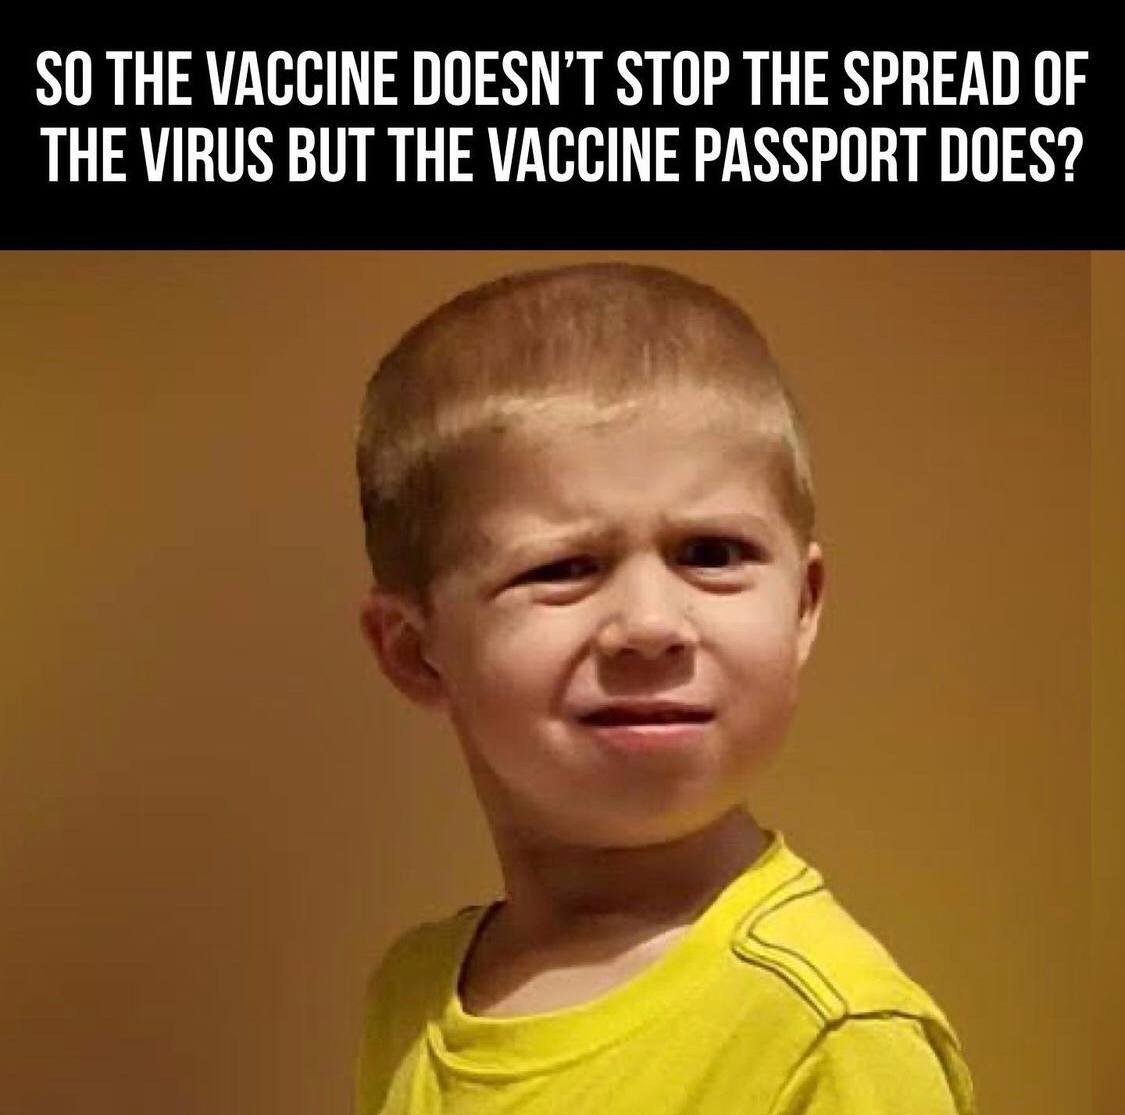 SO THE VACCINE DOESN'T STOP THE SPREAD OF
THE VIRUS BUT THE VACCINE PASSPORT DOES?